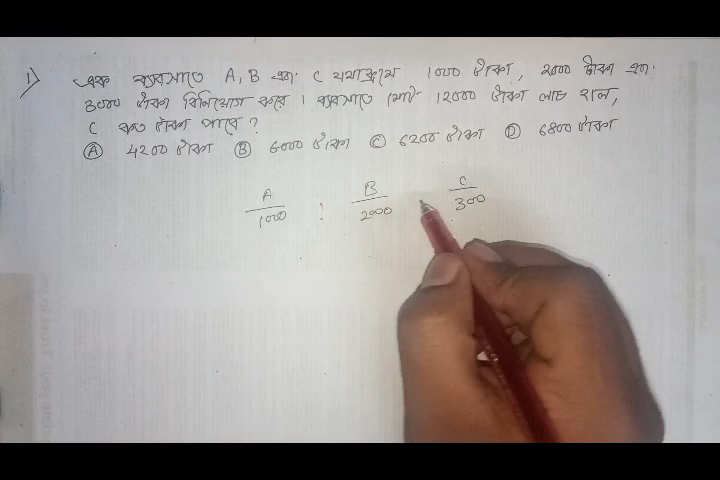 1) এক ব্যবসাতে A, B এবং C যথাক্রমে 1000 টাকা, 2000 টাকা এবং
3000 টাকা বিনিয়োগ করে। ব্যবসাতে মোট 12000 টাকা লাভ হলে,
C কত টাকা পাবে?
Ⓐ 4200 টাকা Ⓑ 6000 টাকা Ⓒ 6200 টাকা Ⓓ 6800 টাকা
A B C
1000 : 2000 300